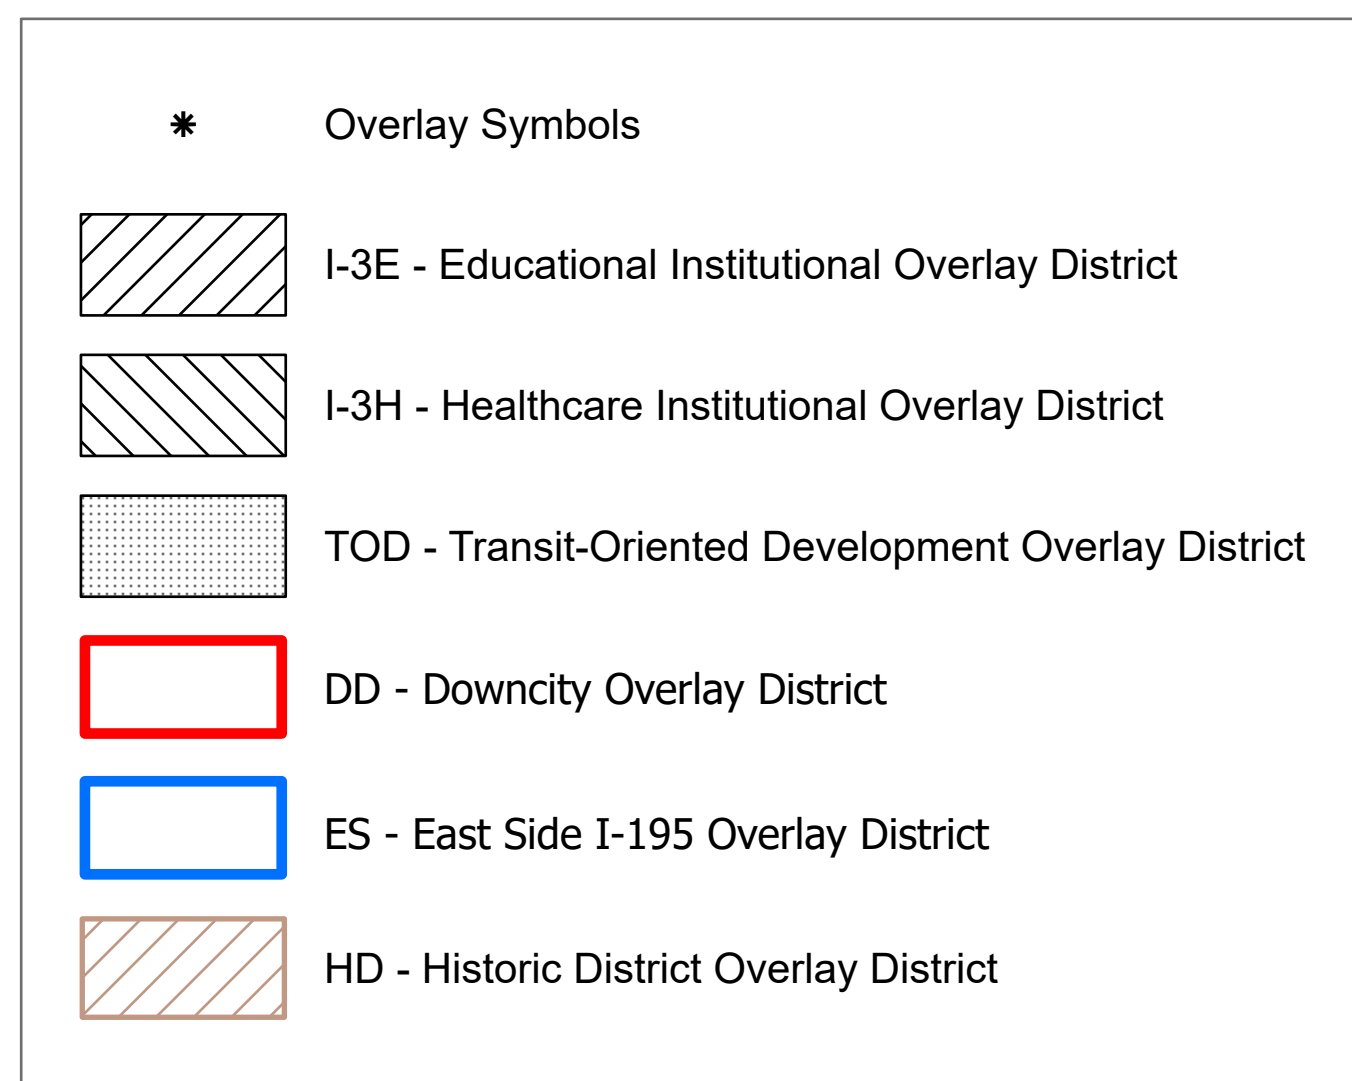 Overlay Symbols
I-3E - Educational Institutional Overlay District
I-3H - Healthcare Institutional Overlay District
TOD - Transit-Oriented Development Overlay District
DD - Downcity Overlay District
ES - East Side I-195 Overlay District
HD - Historic District Overlay District